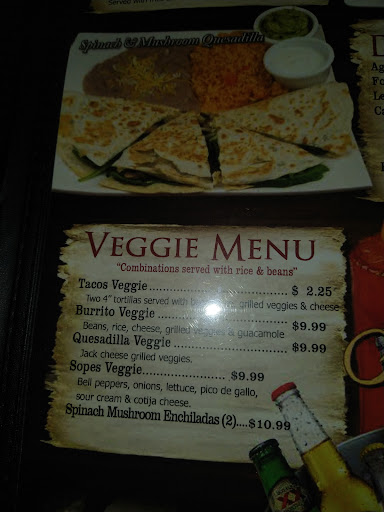 Spinach & Mushroom Quesadilla
VEGGIE MENU
"Combinations served with rice & beans"
Tacos Veggie.................................. $ 2.25
Two 4" tortillas served with grilled veggies & cheese
Burrito Veggie ................................$9.99
Beans, rice, cheese, grilled veggies & guacamole
Quesadilla Veggie ...........................$9.99
Jack cheese grilled veggies.
Sopes Veggie..................... $9.99
Bell peppers, onions, lettuce, pico de gallo,
sour cream & cotija cheese.
Spinach Mushroom Enchiladas (2)....$10.99
XX